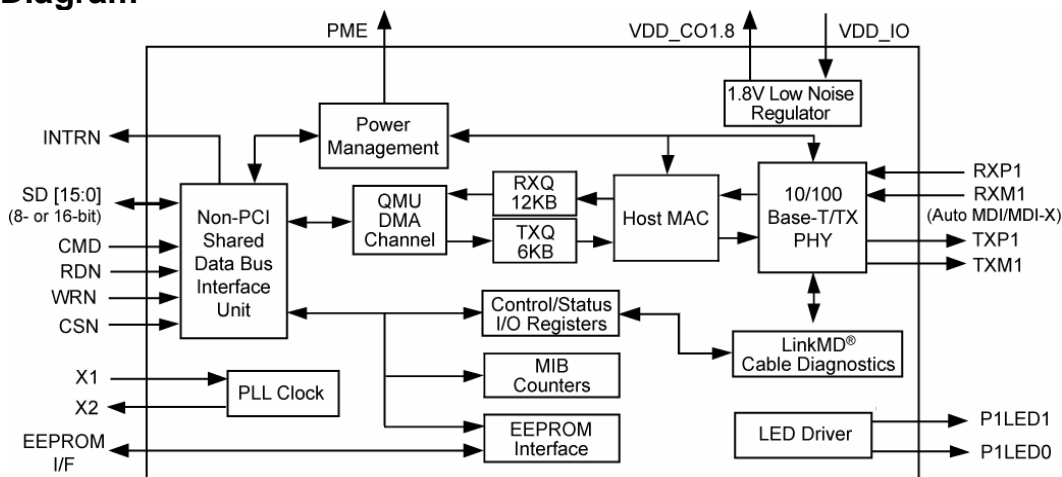 Diagram
PME
VDD_CO1.8
VDD_IO
1.8V Low Noise
Regulator
Power
Management
INTRN
SD [15:0]
(8- or 16-bit)
CMD
RDN
WRN
CSN
Non-PCI
Shared
Data Bus
Interface
Unit
QMU
DMA
Channel
RXQ
12KB
TXQ
6KB
Host MAC
10/100
Base-T/TX
PHY
RXP1
RXM1
(Auto MDI/MDI-X)
TXP1
TXM1
Control/Status
I/O Registers
LinkMD®
Cable Diagnostics
MIB
Counters
X1
X2
PLL Clock
EEPROM
I/F
EEPROM
Interface
LED Driver
P1LED1
P1LED0